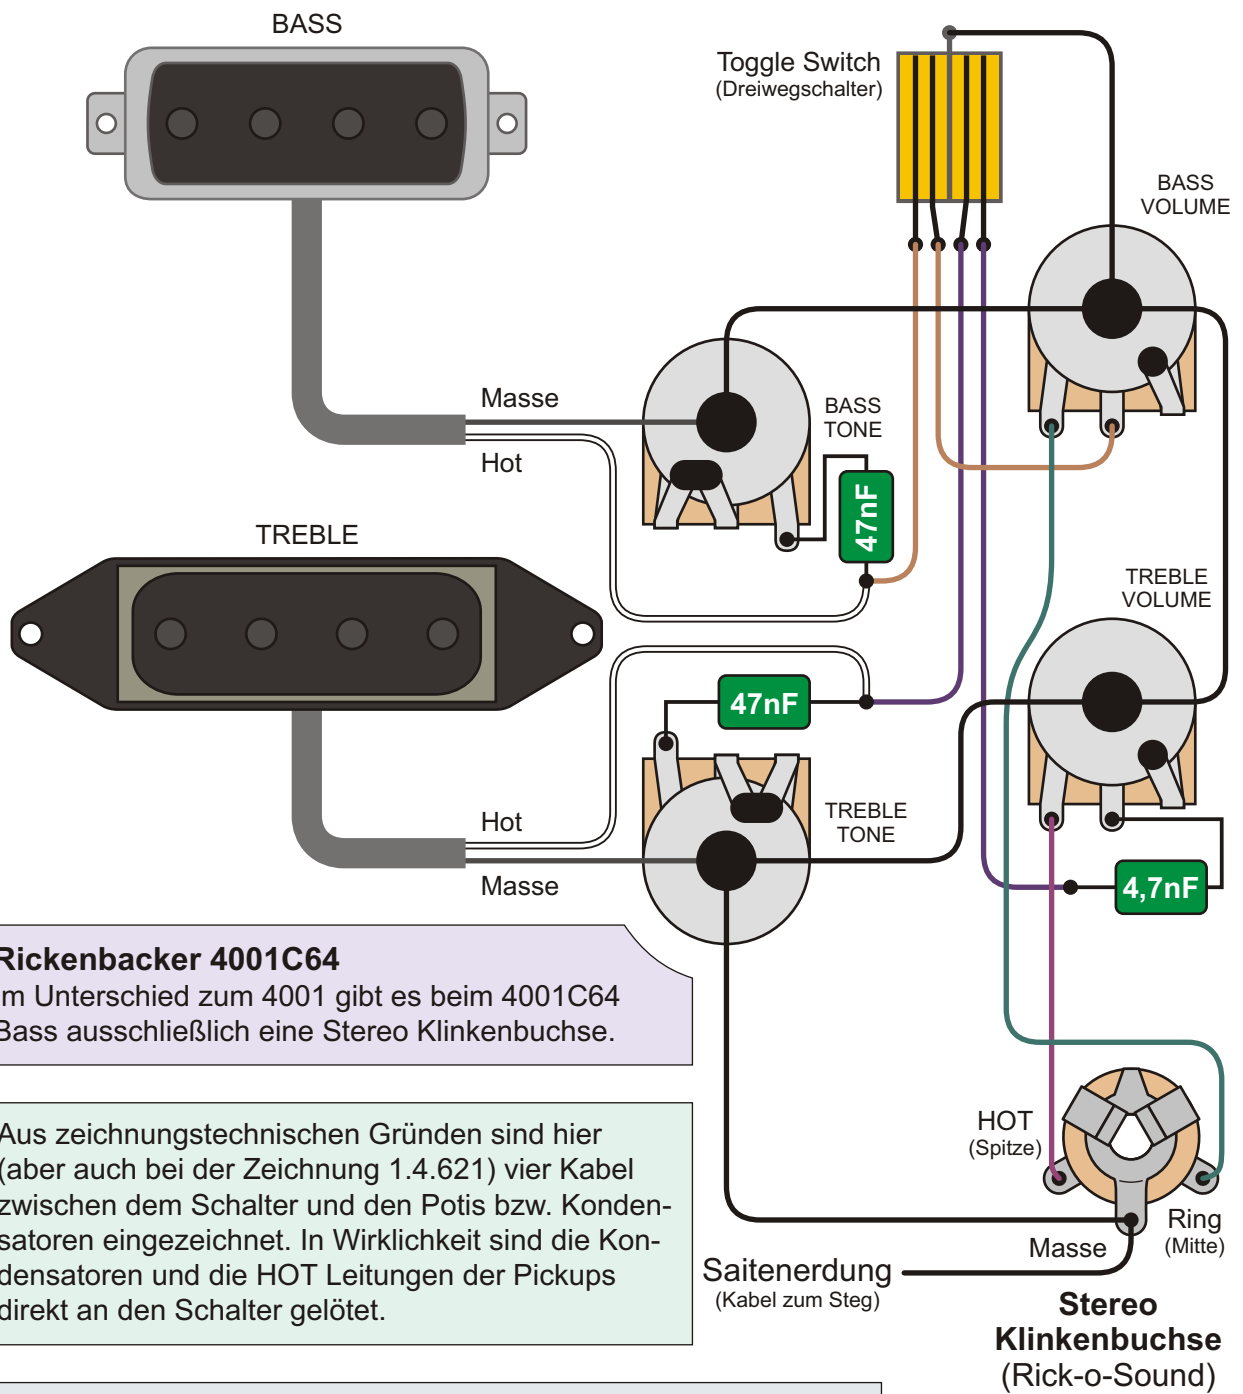 BASS
Toggle Switch
(Dreiwegschalter)
BASS
VOLUME
Masse
Hot
BASS
TONE
47nF
TREBLE
TREBLE
VOLUME
47nF
Hot
Masse
TREBLE
TONE
4,7nF
Rickenbacker 4001C64
Im Unterschied zum 4001 gibt es beim 4001C64
Bass ausschließlich eine Stereo Klinkenbuchse.
Aus zeichnungstechnischen Gründen sind hier
(aber auch bei der Zeichnung 1.4.621) vier Kabel
zwischen dem Schalter und den Potis bzw. Konden-
satoren eingezeichnet. In Wirklichkeit sind die Kon-
densatoren und die HOT Leitungen der Pickups
direkt an den Schalter gelötet.
HOT
(Spitze)
Ring
(Mitte)
Masse
Saitenerdung
(Kabel zum Steg)
Stereo
Klinkenbuchse
(Rick-o-Sound)